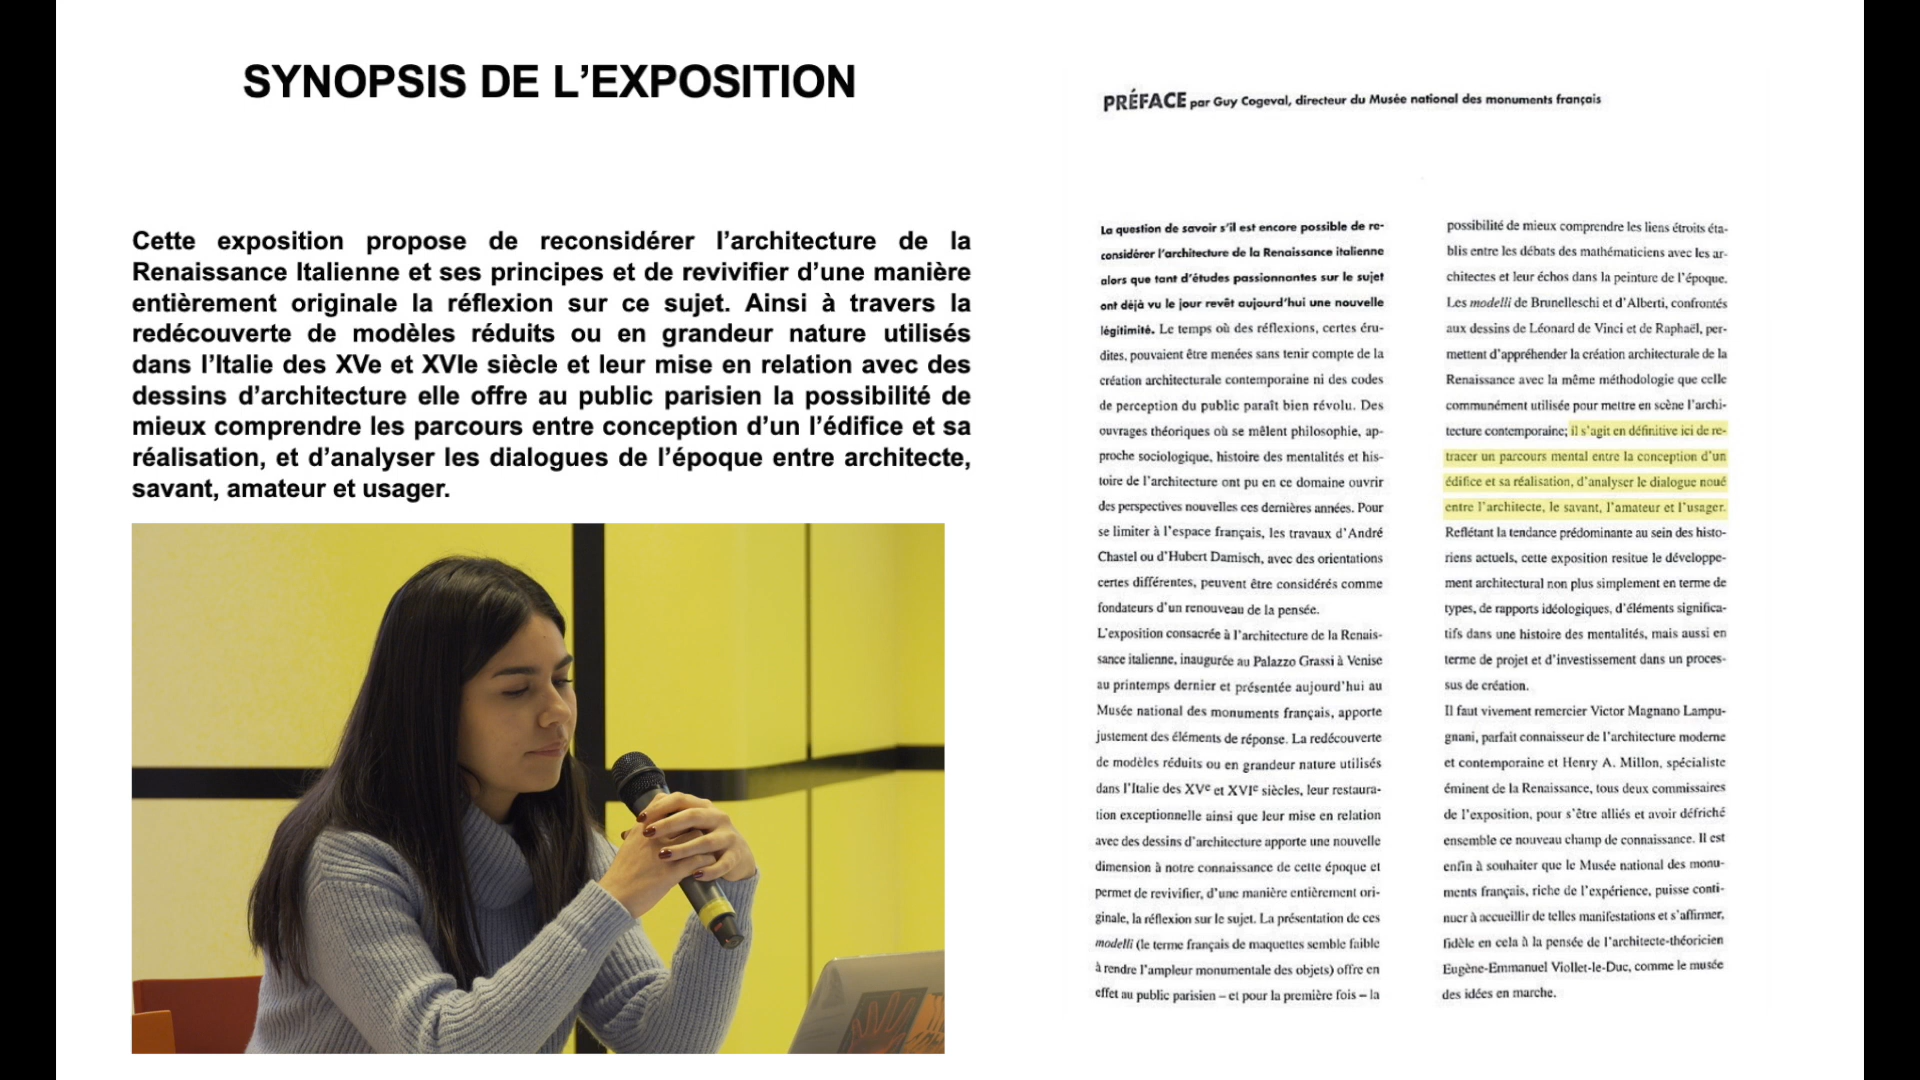 SYNOPSIS DE L’EXPOSITION
Cette exposition propose de reconsidérer l’architecture de la
Renaissance Italienne et ses principes et de revivifier d’une manière
entièrement originale la réflexion sur ce sujet. Ainsi à travers la
redécouverte de modèles réduits ou en grandeur nature utilisés
dans l’Italie des XVe et XVIe siècle et leur mise en relation avec des
dessins d’architecture elle offre au public parisien la possibilité de
mieux comprendre les parcours entre conception d’un l’édifice et sa
réalisation, et d’analyser les dialogues de l’époque entre architecte,
savant, amateur et usager.
PRÉFACE par Guy Cogeval, directeur du Musée national des monuments français
La question de savoir s’il est encore possible de re-
considérer l’architecture de la Renaissance italienne
alors que tant d’études passionnantes sur le sujet
ont déjà vu le jour revêt aujourd’hui une nouvelle
légitimité. Le temps où des réflexions, certes éru-
dites, pouvaient être menées sans tenir compte de la
création architecturale contemporaine ni des codes
de perception du public paraît bien révolu. Des
ouvrages théoriques où se mêlent philosophie, ap-
proche sociologique, histoire des mentalités et his-
toire de l’architecture ont pu en ce domaine ouvrir
des perspectives nouvelles ces dernières années. Pour
se limiter à l’espace français, les travaux d’André
Chastel ou d’Hubert Damisch, avec des orientations
certes différentes, peuvent être considérés comme
fondateurs d’un renouveau de la pensée.
L’exposition consacrée à l’architecture de la Renais-
sance italienne, inaugurée au Palazzo Grassi à Venise
au printemps dernier et présentée aujourd’hui au
Musée national des monuments français, apporte
justement des éléments de réponse. La redécouverte
de modèles réduits ou en grandeur nature utilisés
dans l’Italie des XVe et XVIe siècles, leur restaura-
tion exceptionnelle ainsi que leur mise en relation
avec des dessins d’architecture apporte une nouvelle
dimension à notre connaissance de cette époque et
permet de revivifier, d’une manière entièrement ori-
ginale, la réflexion sur le sujet. La présentation de ces
modelli (le terme français de maquettes semble faible
à rendre l’ampleur monumentale des objets) offre en
effet au public parisien – et pour la première fois – la
possibilité de mieux comprendre les liens étroits éta-
blis entre les débats des mathématiciens avec les ar-
chitectes et leur échos dans la peinture de l’époque.
Les modelli de Brunelleschi et d’Alberti, confrontés
aux dessins de Léonard de Vinci et de Raphaël, per-
mettent d’appréhender la création architecturale de la
Renaissance avec la même méthodologie que celle
communément utilisée pour mettre en scène l’archi-
tecture contemporaine; il s’agit en définitive ici de re-
tracer un parcours mental entre la conception d’un
édifice et sa réalisation, d’analyser le dialogue noué
entre l’architecte, le savant, l’amateur et l’usager.
Reflétant la tendance prédominante au sein des histo-
riens actuels, cette exposition resitue le développe-
ment architectural non plus simplement en terme de
types, de rapports idéologiques, d’éléments significa-
tifs dans une histoire des mentalités, mais aussi en
terme de projet et d’investissement dans un proces-
sus de création.
Il faut vivement remercier Victor Magnano Lampu-
gnani, parfait connaisseur de l’architecture moderne
et contemporaine et Henry A. Millon, spécialiste
éminent de la Renaissance, tous deux commissaires
de l’exposition, pour s’être alliés et avoir défriché
ensemble ce nouveau champ de connaissance. Il est
enfin à souhaiter que le Musée national des monu-
ments français, riche de l’expérience, puisse conti-
nuer à accueillir de telles manifestations et s’affirmer,
fidèle en cela à la pensée de l’architecte-théoricien
Eugène-Emmanuel Viollet-le-Duc, comme le musée
des idées en marche.